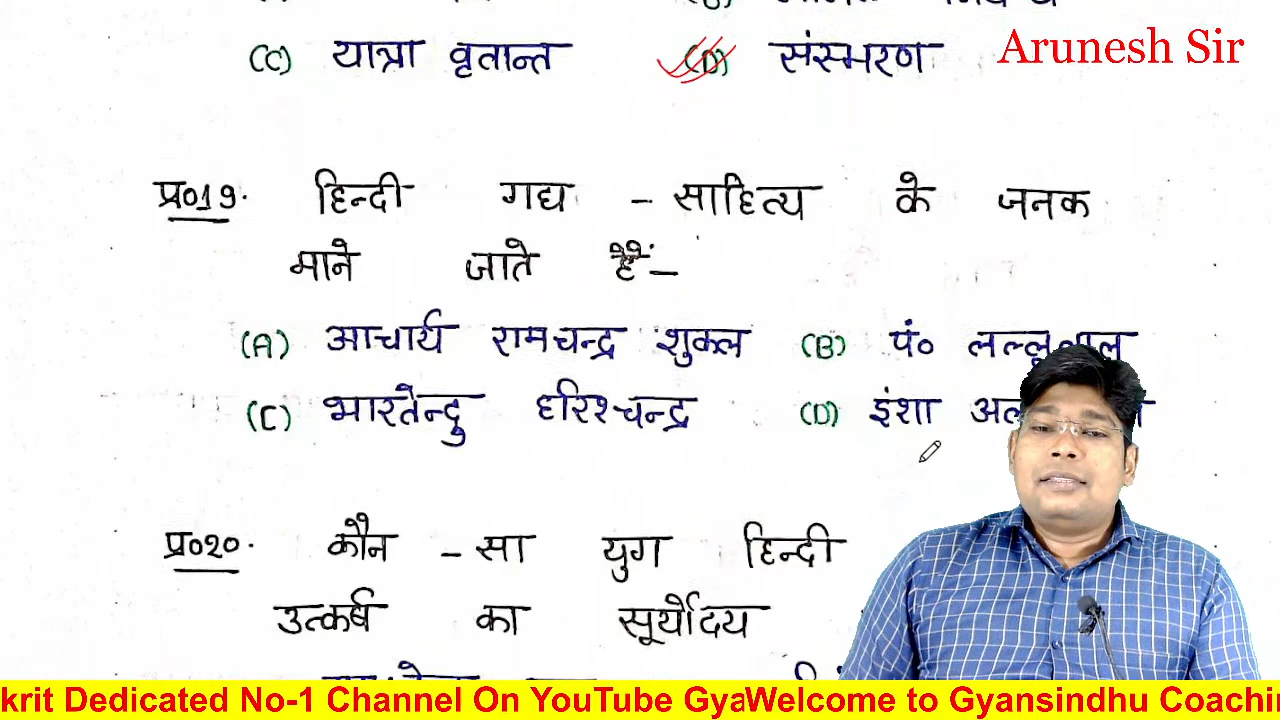 (C) यात्रा वृतान्त (D) संस्मरण
Arunesh Sir
प्र०19. हिन्दी गद्य - साहित्य के जनक
माने जाते हैं-
(A) आचार्य रामचन्द्र शुक्ल (B) पं० लल्लूलाल
(C) भारतेन्दु हरिश्चन्द्र (D) इंशा
प्र०20. कौन - सा युग हिन्दी
उत्कर्ष का सूर्योदय
krit Dedicated No-1 Channel On YouTube GyaWelcome to Gyansindhu Coachi